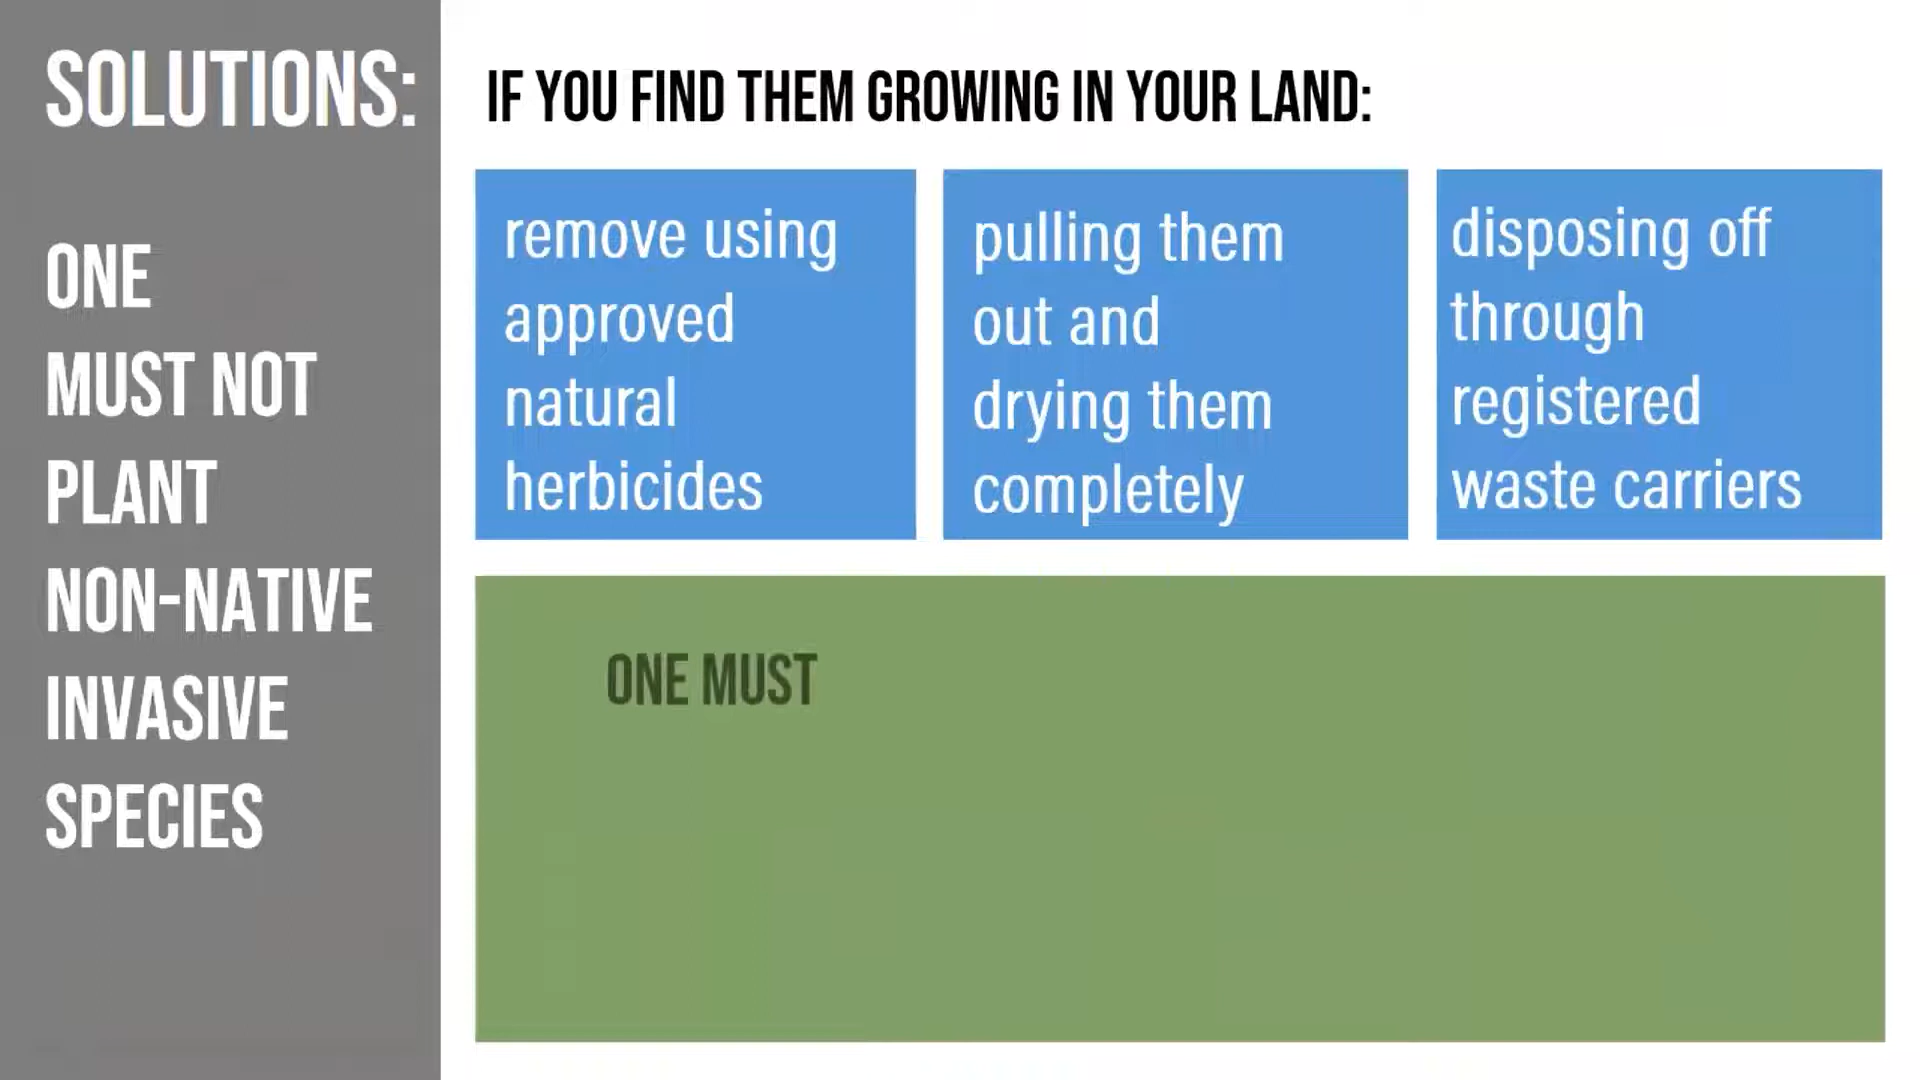 SOLUTIONS:
ONE
MUST NOT
PLANT
NON-NATIVE
INVASIVE
SPECIES
IF YOU FIND THEM GROWING IN YOUR LAND:
remove using
approved
natural
herbicides
pulling them
out and
drying them
completely
disposing off
through
registered
waste carriers
ONE MUST